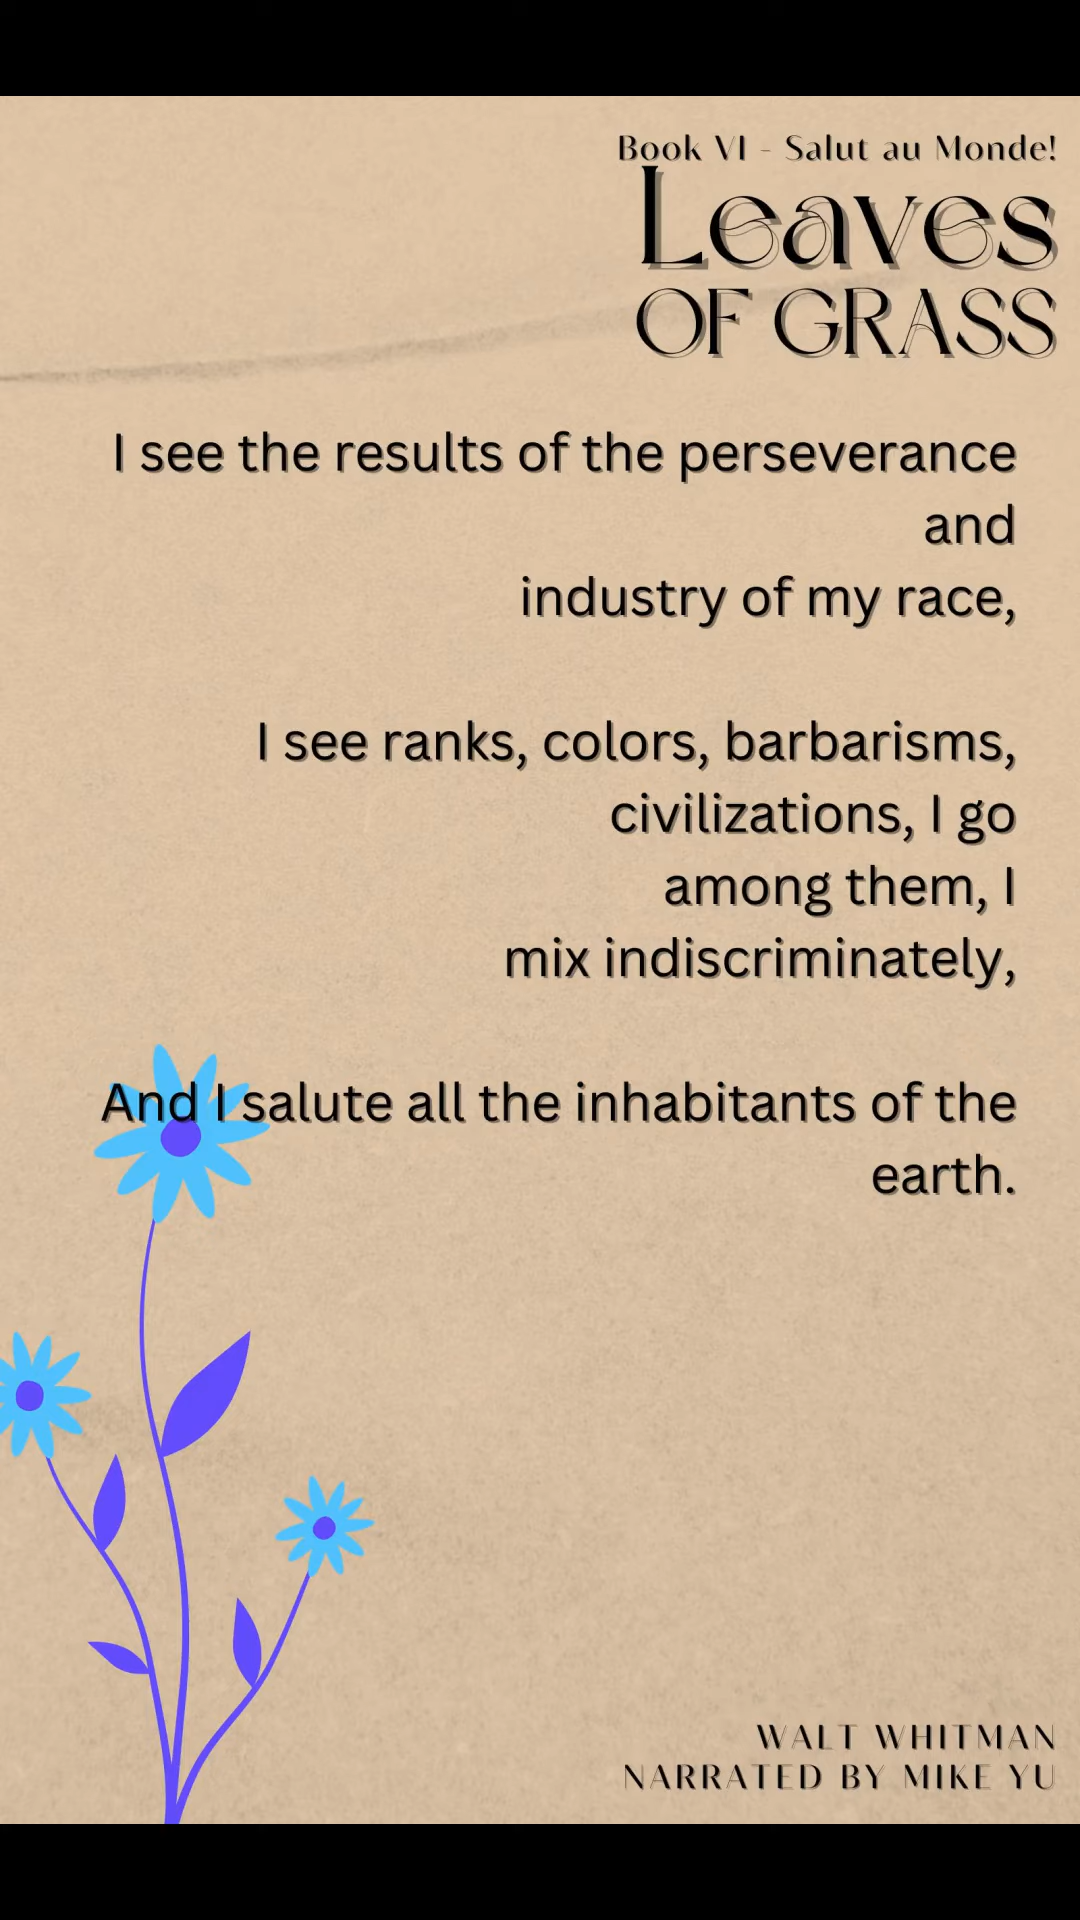 Book VI - Salut au Monde!
Leaves
OF GRASS
I see the results of the perseverance
and
industry of my race,
I see ranks, colors, barbarisms,
civilizations, I go
among them, I
mix indiscriminately,
And I salute all the inhabitants of the
earth.
WALT WHITMAN
NARRATED BY MIKE YU